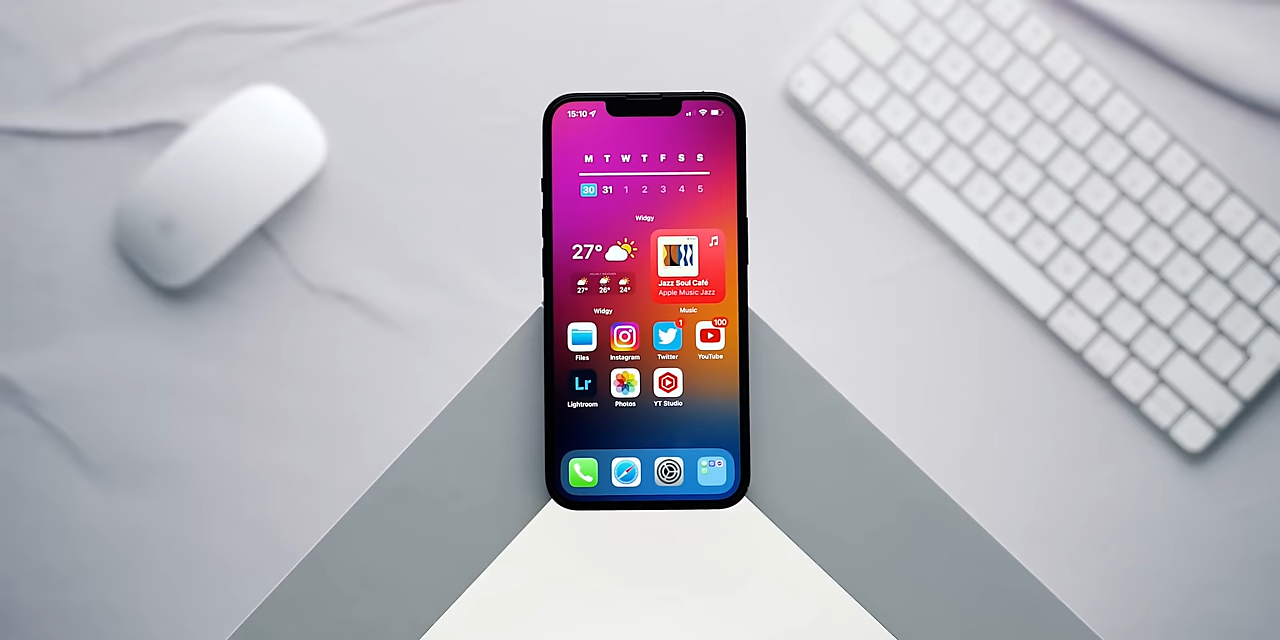 15:10
M T W T F S S
30 31 1 2 3 4 5
Widgy
27°
27° 26° 24°
Widgy
Jazz Soul Café
Apple Music Jazz
Music
Files Instagram Twitter YouTube
1 100
Lr
Lightroom Photos YT Studio